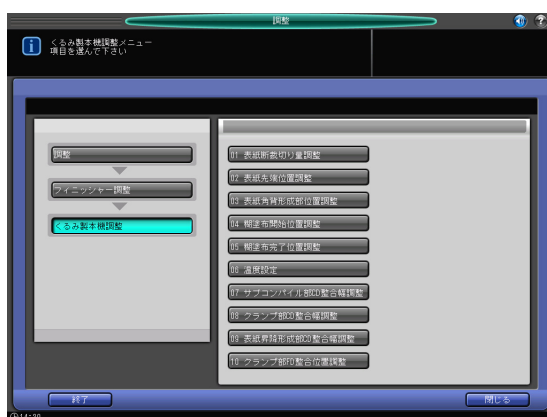 調整
くるみ製本機調整メニュー
項目を選んで下さい
調整
フィニッシャー調整
くるみ製本機調整
01 表紙断裁切り量調整
02 表紙先端位置調整
03 表紙角背形成部位置調整
04 糊塗布開始位置調整
05 糊塗布完了位置調整
06 温度設定
07 サブコンパイル部CD整合幅調整
08 クランプ部CD整合幅調整
09 表紙昇降形成部CD整合幅調整
10 クランプ部FD整合位置調整
終了
閉じる